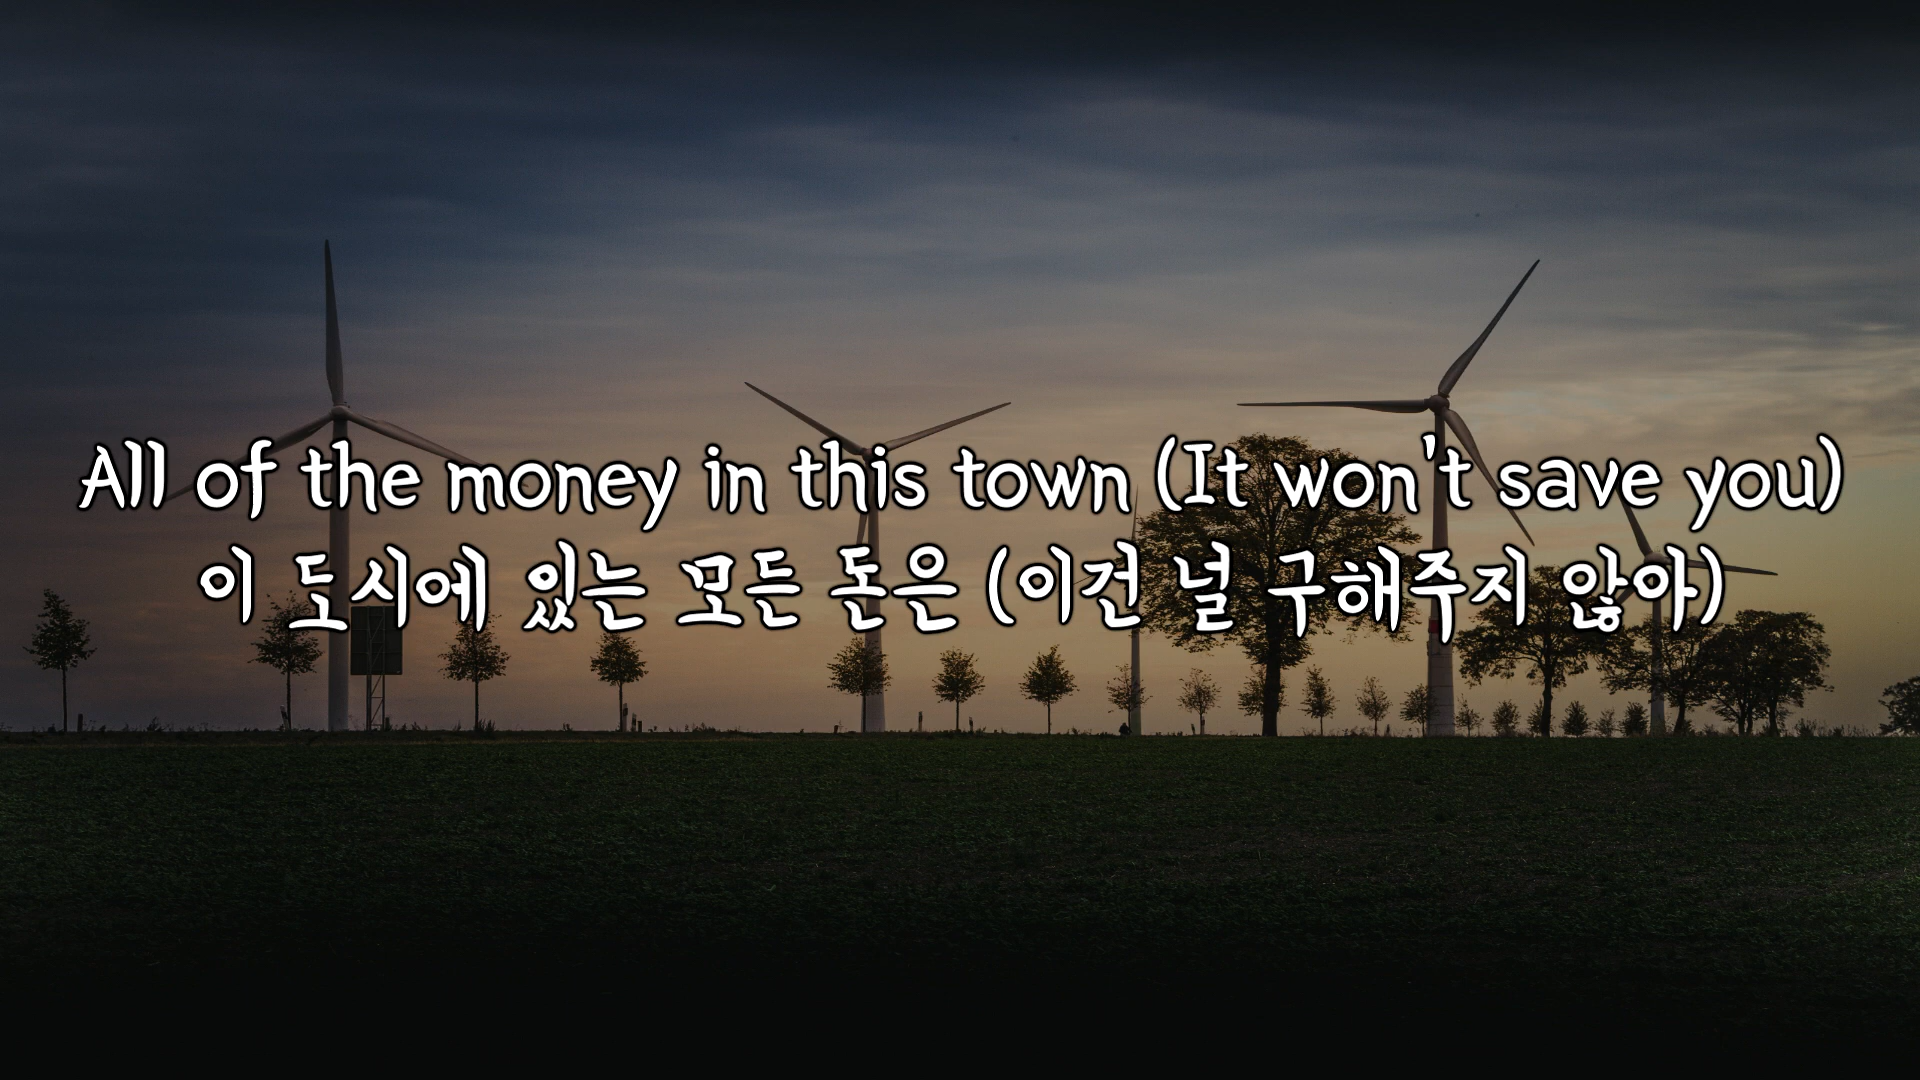 All of the money in this town (It won't save you)
이 도시에 있는 모든 돈은 (이건 널 구해주지 않아)